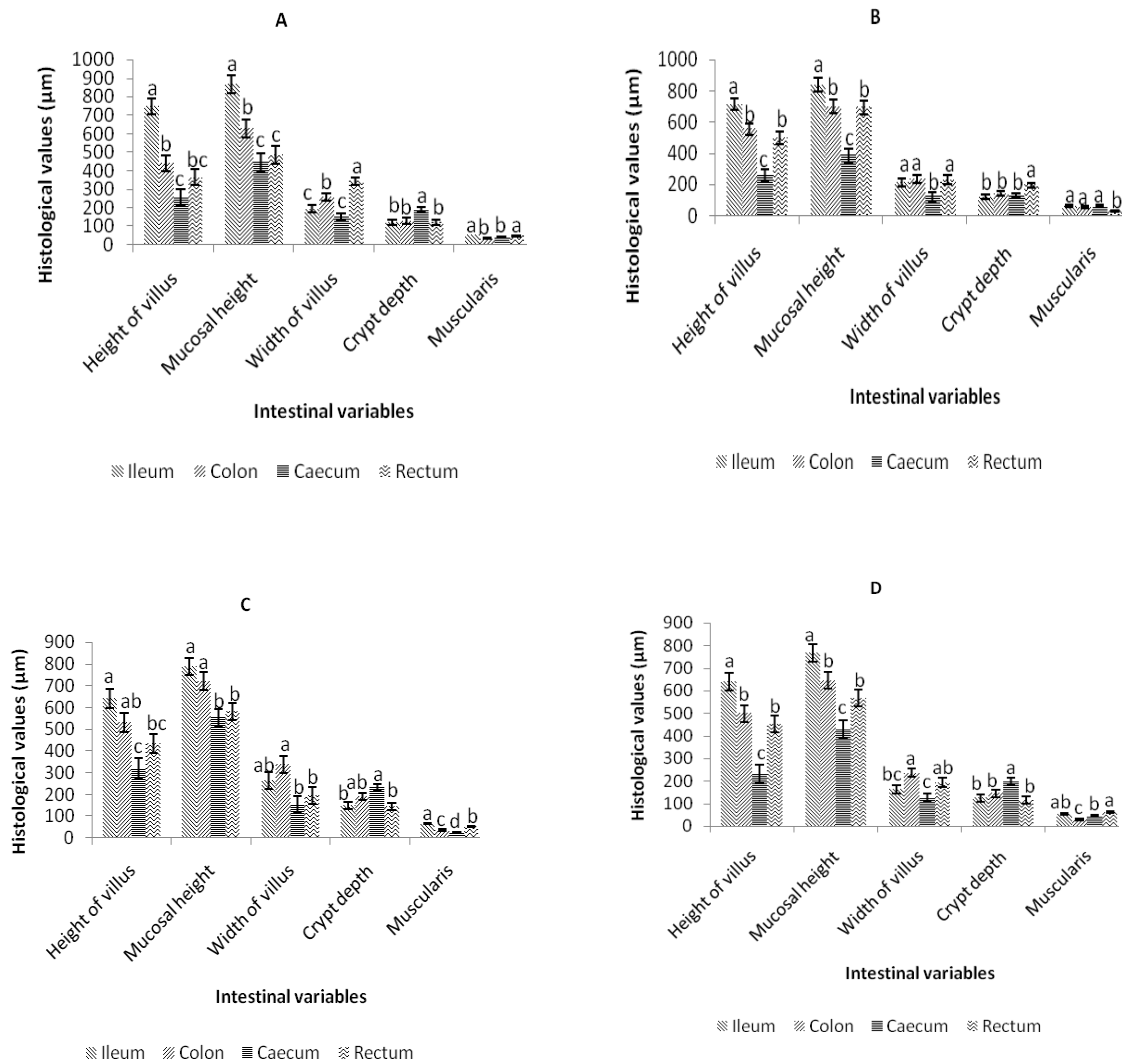 A
Histological values (µm)
1000
900
800
700
600
500
400
300
200
100
0
a
b
c
bc
a
b
c
c
c
b
c
a
b
b
a
b
a
b
b
a
Height of villus
Mucosal height
Width of villus
Crypt depth
Muscularis
Intestinal variables
Ileum Colon Caecum Rectum
B
Histological values (µm)
1000
800
600
400
200
0
a
b
c
b
a
b
c
b
a
a
b
a
b
b
b
a
a
a
a
b
Height of villus
Mucosal height
Width of villus
Crypt depth
Muscularis
Intestinal variables
Ileum Colon Caecum Rectum
C
Histological values (µm)
900
800
700
600
500
400
300
200
100
0
a
ab
c
bc
a
a
b
b
ab
a
b
b
b
ab
a
b
a
c
d
b
Height of villus
Mucosal height
Width of villus
Crypt depth
Muscularis
Intestinal variables
Ileum Colon Caecum Rectum
D
Histological values (µm)
900
800
700
600
500
400
300
200
100
0
a
b
c
b
a
b
c
b
bc
a
c
ab
b
b
a
b
ab
c
b
a
Height of villus
Mucosal height
Width of villus
Crypt depth
Muscularis
Intestinal variables
Ileum Colon Caecum Rectum